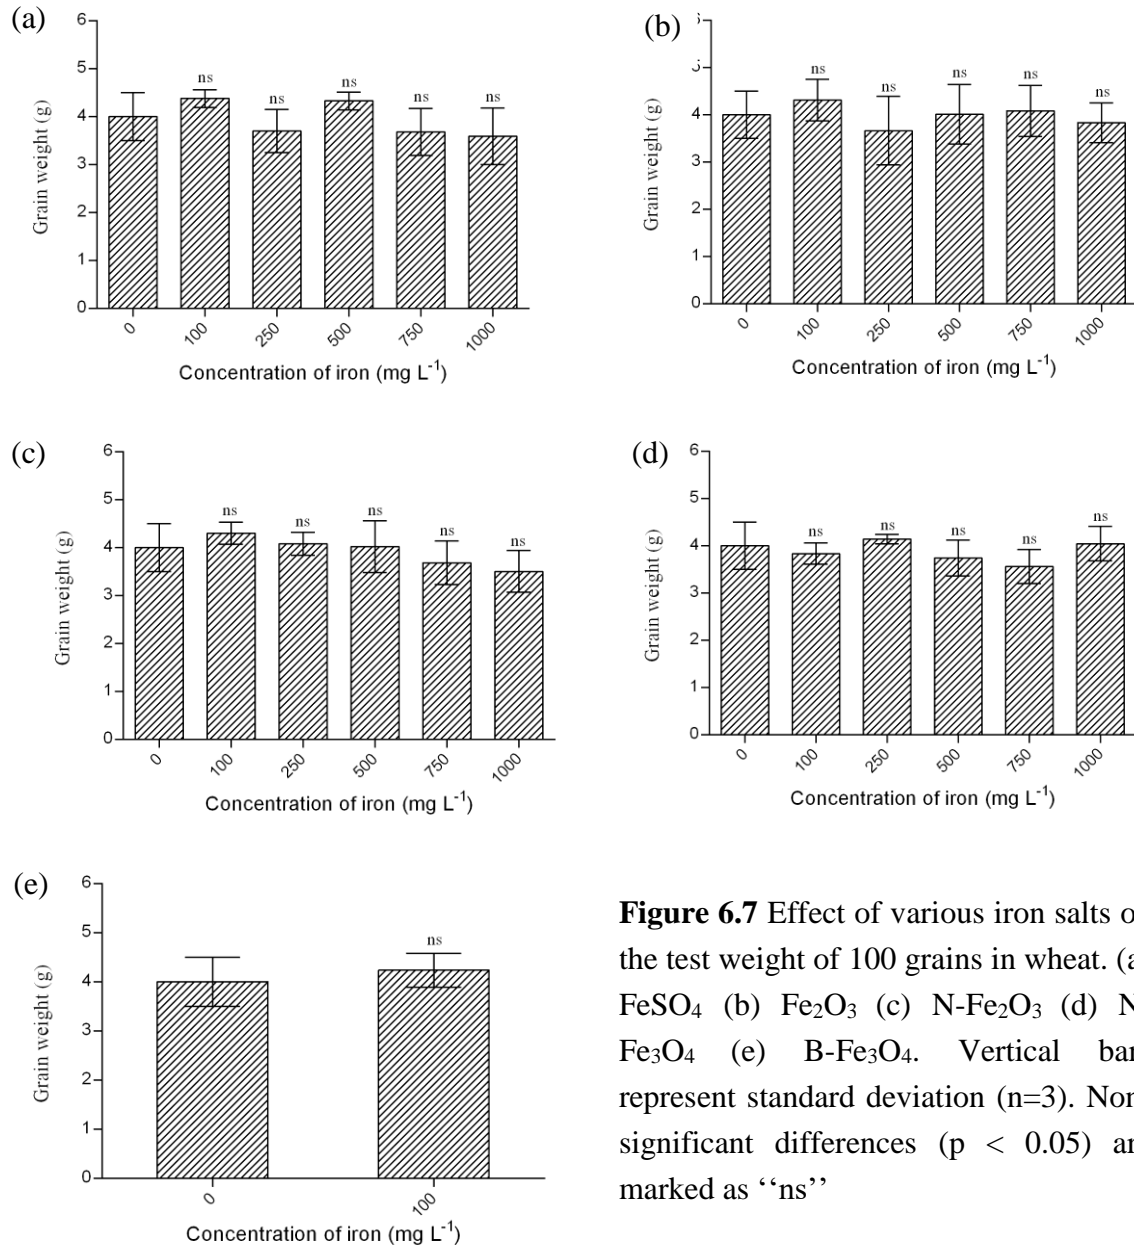 (a)
6
5
4
3
2
1
0
Grain weight (g)
ns
ns
ns
ns
ns
0
100
250
500
750
1000
Concentration of iron (mg L⁻¹)
(b)
4
3
2
1
0
Grain weight (g)
ns
ns
ns
ns
ns
0
100
250
500
750
1000
Concentration of iron (mg L⁻¹)
(c)
6
5
4
3
2
1
0
Grain weight (g)
ns
ns
ns
ns
ns
0
100
250
500
750
1000
Concentration of iron (mg L⁻¹)
(d)
6
5
4
3
2
1
0
Grain weight (g)
ns
ns
ns
ns
ns
0
100
250
500
750
1000
Concentration of iron (mg L⁻¹)
(e)
6
5
4
3
2
1
0
Grain weight (g)
ns
0
100
Concentration of iron (mg L⁻¹)
Figure 6.7 Effect of various iron salts o
the test weight of 100 grains in wheat. (a
FeSO₄ (b) Fe₂O₃ (c) N-Fe₂O₃ (d) N
Fe₃O₄ (e) B-Fe₃O₄. Vertical bar
represent standard deviation (n=3). Non
significant differences (p < 0.05) ar
marked as ‘‘ns’’